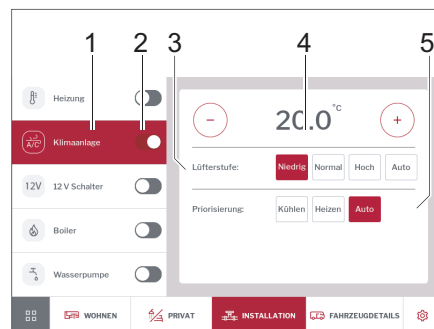 1 2 3 4 5
Heizung
− 20.0 °C +
A/C Klimaanlage
Lüfterstufe: Niedrig Normal Hoch Auto
12V 12 V Schalter
Priorisierung: Kühlen Heizen Auto
Boiler
Wasserpumpe
WOHNEN PRIVAT INSTALLATION FAHRZEUGDETAILS